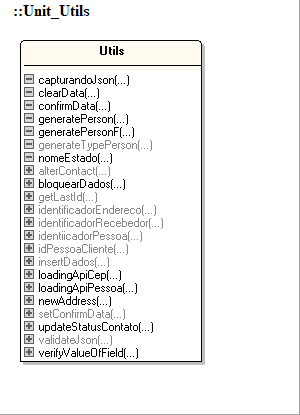 ::Unit_Utils
Utils
capturandoJson(...)
clearData(...)
confirmData(...)
generatePerson(...)
generatePersonF(...)
generateTypePerson(...)
nomeEstado(...)
alterContact(...)
bloquearDados(...)
getLastId(...)
identificadorEndereco(...)
identificadorRecebedor(...)
identiicadorPessoa(...)
idPessoaCliente(...)
insertDados(...)
loadingApiCep(...)
loadingApiPessoa(...)
newAddress(...)
setConfirmData(...)
updateStatusContato(...)
validateJson(...)
verifyValueOfField(...)